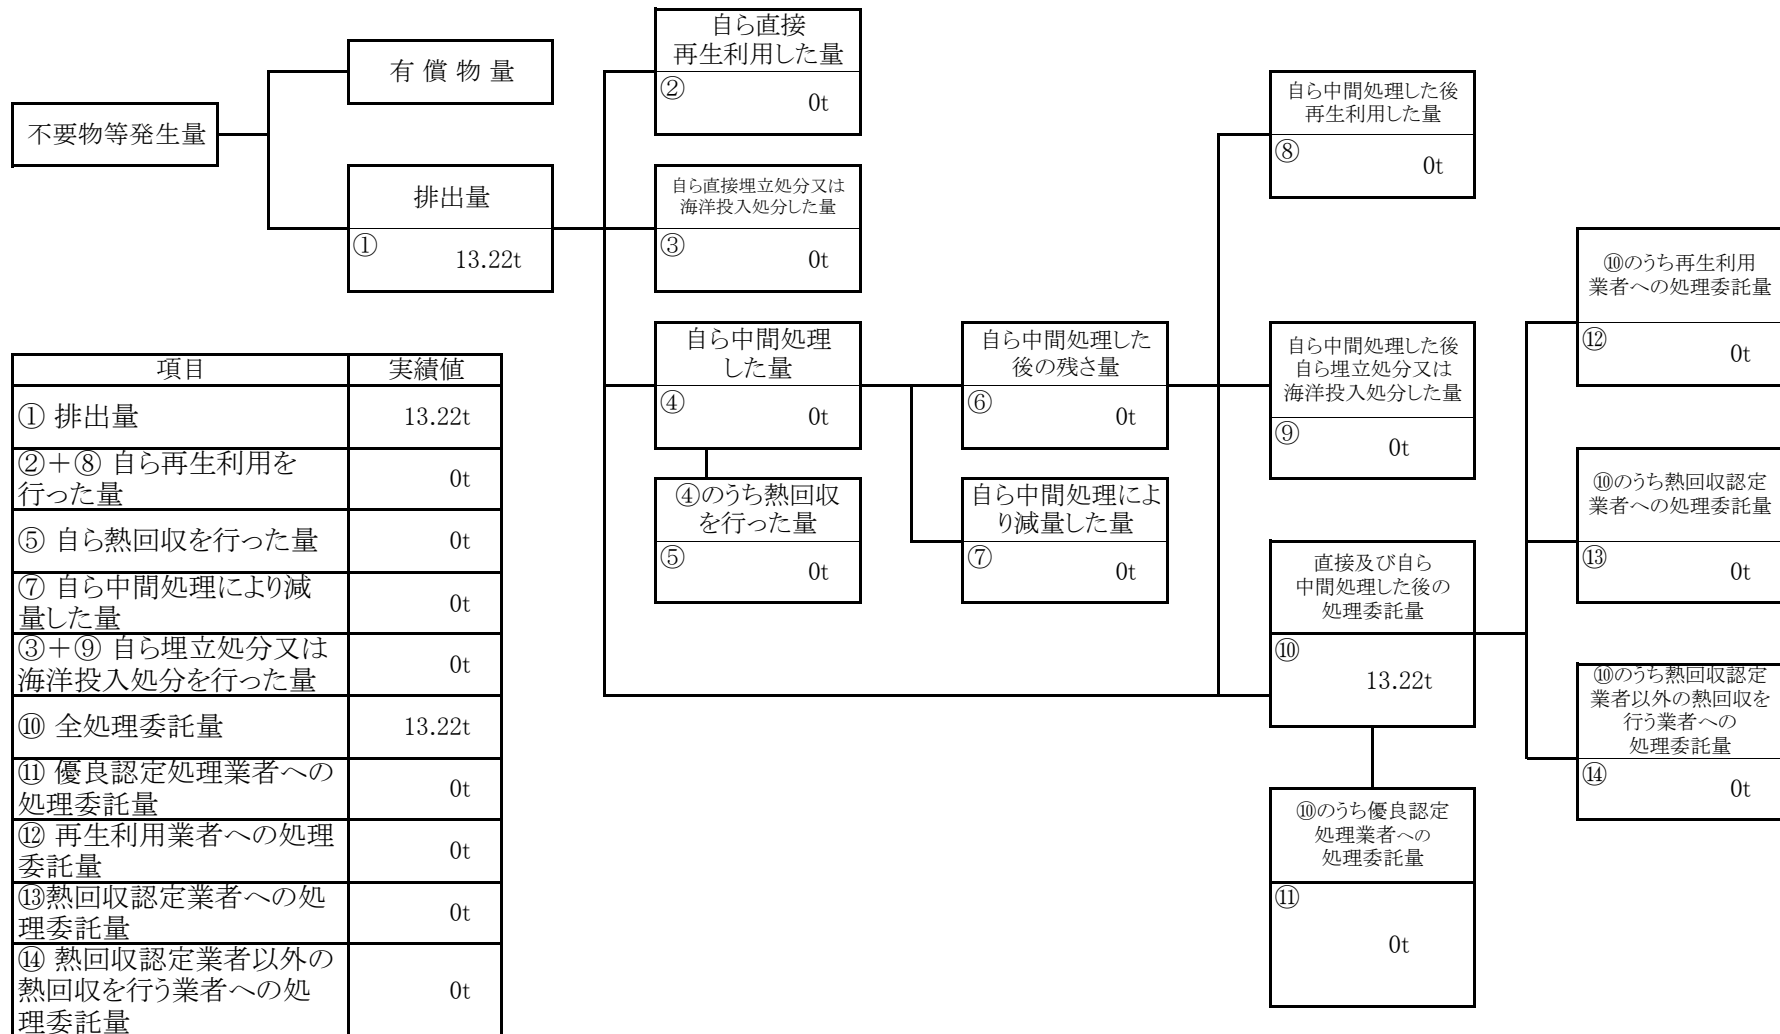 不要物等発生量
有償物量
排出量
①
13.22t
自ら直接
再生利用した量
②
0t
自ら直接埋立処分又は
海洋投入処分した量
③
0t
自ら中間処理
した量
④
0t
④のうち熱回収
を行った量
⑤
0t
自ら中間処理した
後の残さ量
⑥
0t
自ら中間処理によ
り減量した量
⑦
0t
自ら中間処理した後
再生利用した量
⑧
0t
自ら中間処理した後
自ら埋立処分又は
海洋投入処分した量
⑨
0t
直接及び自ら
中間処理した後の
処理委託量
⑩
13.22t
⑩のうち優良認定
処理業者への
処理委託量
⑪
0t
⑩のうち再生利用
業者への処理委託量
⑫
0t
⑩のうち熱回収認定
業者への処理委託量
⑬
0t
⑩のうち熱回収認定
業者以外の熱回収を
行う業者への
処理委託量
⑭
0t
項目 実績値
① 排出量 13.22t
②+⑧ 自ら再生利用を
行った量 0t
⑤ 自ら熱回収を行った量 0t
⑦ 自ら中間処理により減
量した量 0t
③+⑨ 自ら埋立処分又は
海洋投入処分を行った量 0t
⑩ 全処理委託量 13.22t
⑪ 優良認定処理業者への
処理委託量 0t
⑫ 再生利用業者への処理
委託量 0t
⑬熱回収認定業者への処
理委託量 0t
⑭ 熱回収認定業者以外の
熱回収を行う業者への処
理委託量 0t